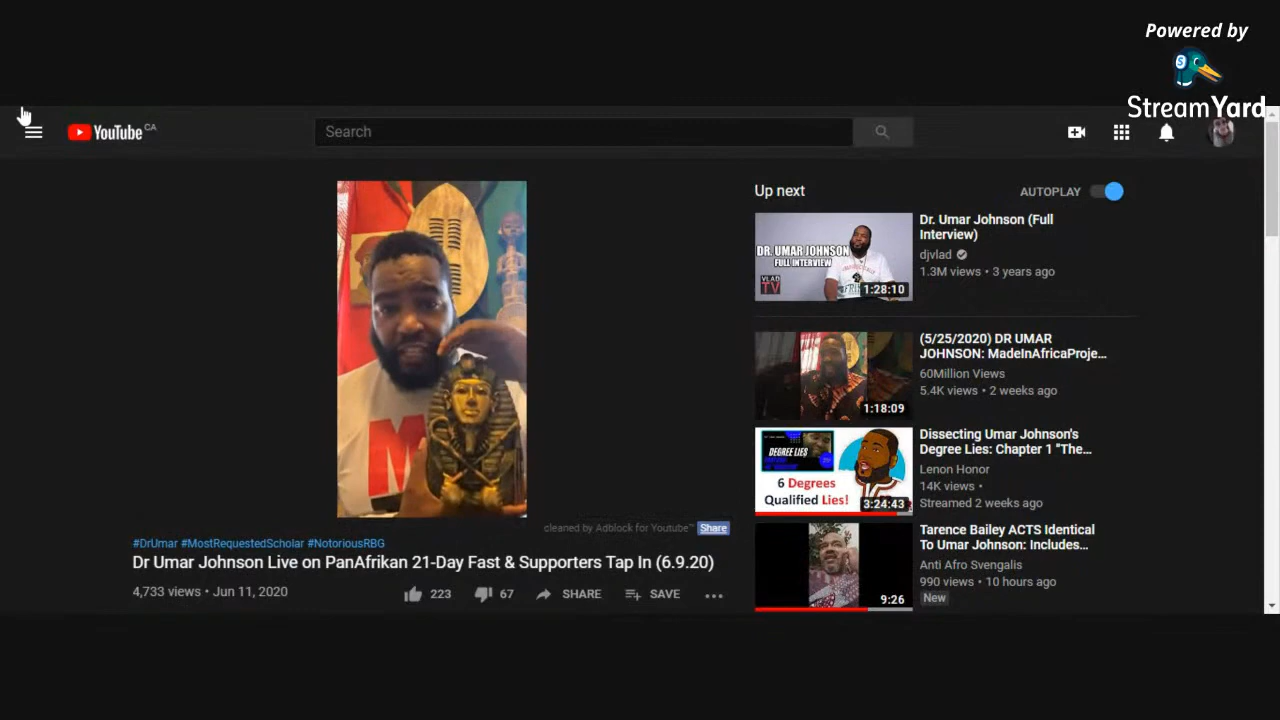 Powered by
StreamYard
YouTube CA
Search
Up next
AUTOPLAY
DR. UMAR JOHNSON
FULL INTERVIEW
VLAD
TV
1:28:10
Dr. Umar Johnson (Full
Interview)
djvlad
1.3M views • 3 years ago
1:18:09
(5/25/2020) DR UMAR
JOHNSON: MadeInAfricaProje...
60Million Views
5.4K views • 2 weeks ago
DEGREE LIES
6 Degrees
Qualified Lies!
3:24:43
Dissecting Umar Johnson's
Degree Lies: Chapter 1 "The...
Lenon Honor
14K views •
Streamed 2 weeks ago
9:26
Tarence Bailey ACTS Identical
To Umar Johnson: Includes...
Anti Afro Svengalis
990 views • 10 hours ago
New
cleaned by Adblock for Youtube™ Share
#DrUmar #MostRequestedScholar #NotoriousRBG
Dr Umar Johnson Live on PanAfrikan 21-Day Fast & Supporters Tap In (6.9.20)
4,733 views • Jun 11, 2020
223
67
SHARE
SAVE